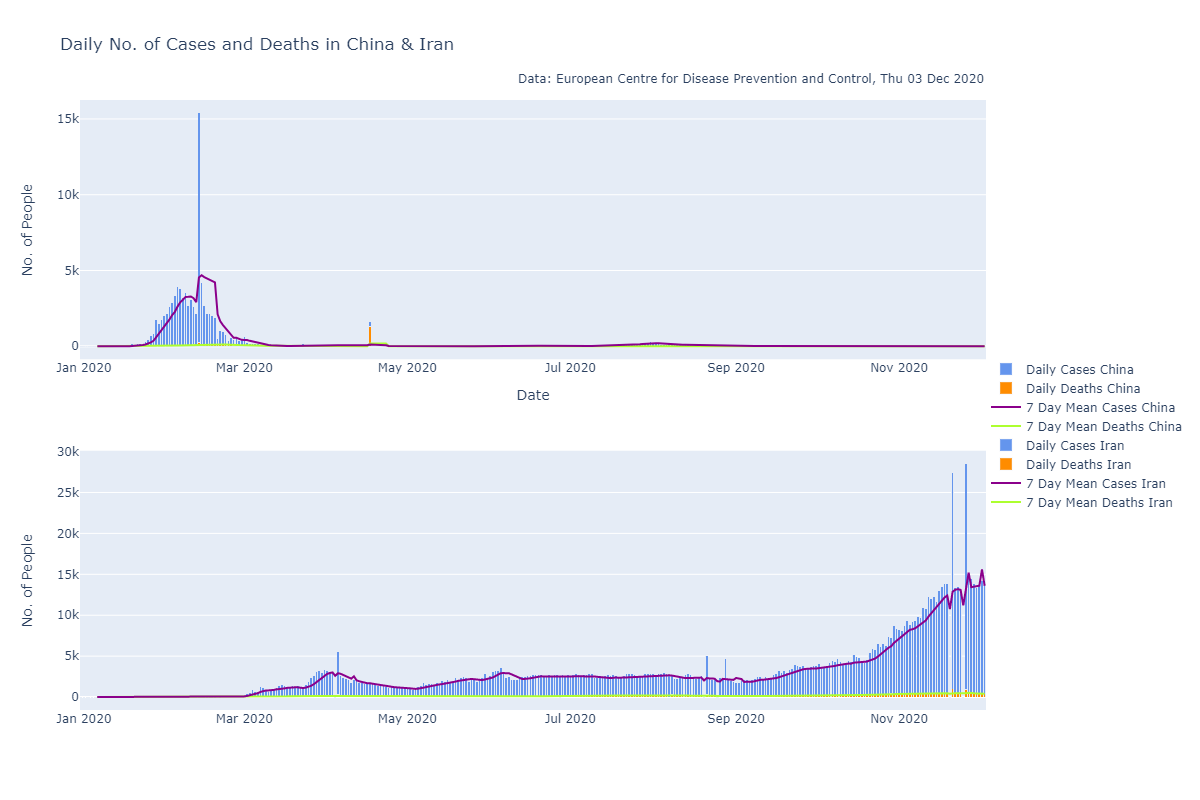 Daily No. of Cases and Deaths in China & Iran
Data: European Centre for Disease Prevention and Control, Thu 03 Dec 2020
15k
10k
5k
0
No. of People
Jan 2020 Mar 2020 May 2020 Jul 2020 Sep 2020 Nov 2020
Date
Daily Cases China
Daily Deaths China
7 Day Mean Cases China
7 Day Mean Deaths China
Daily Cases Iran
Daily Deaths Iran
7 Day Mean Cases Iran
7 Day Mean Deaths Iran
30k
25k
20k
15k
10k
5k
0
No. of People
Jan 2020 Mar 2020 May 2020 Jul 2020 Sep 2020 Nov 2020